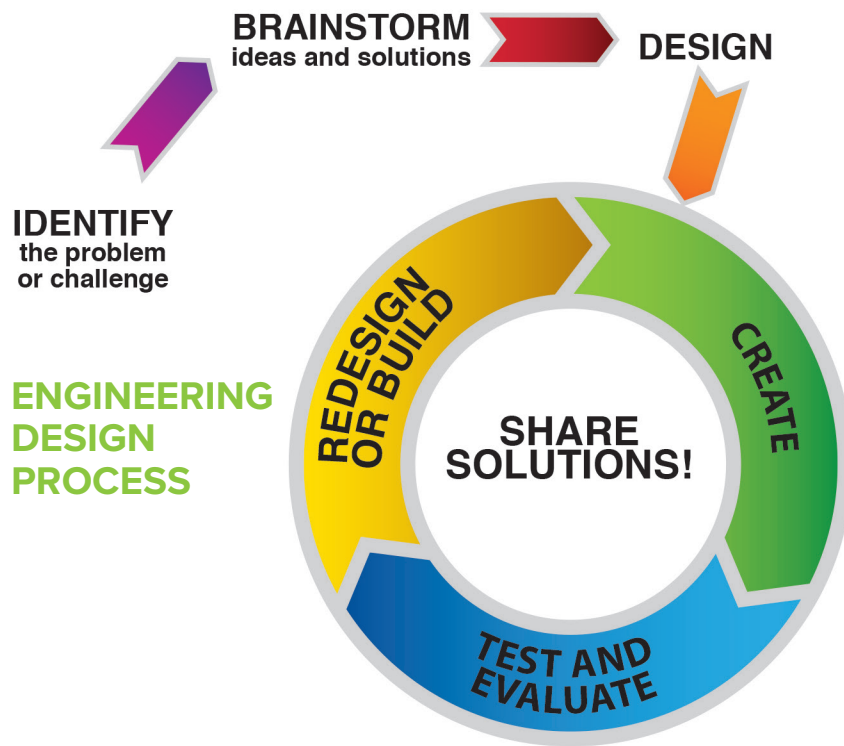 BRAINSTORM
ideas and solutions
DESIGN
IDENTIFY
the problem
or challenge
ENGINEERING
DESIGN
PROCESS
CREATE
TEST AND
EVALUATE
REDESIGN
OR BUILD
SHARE
SOLUTIONS!